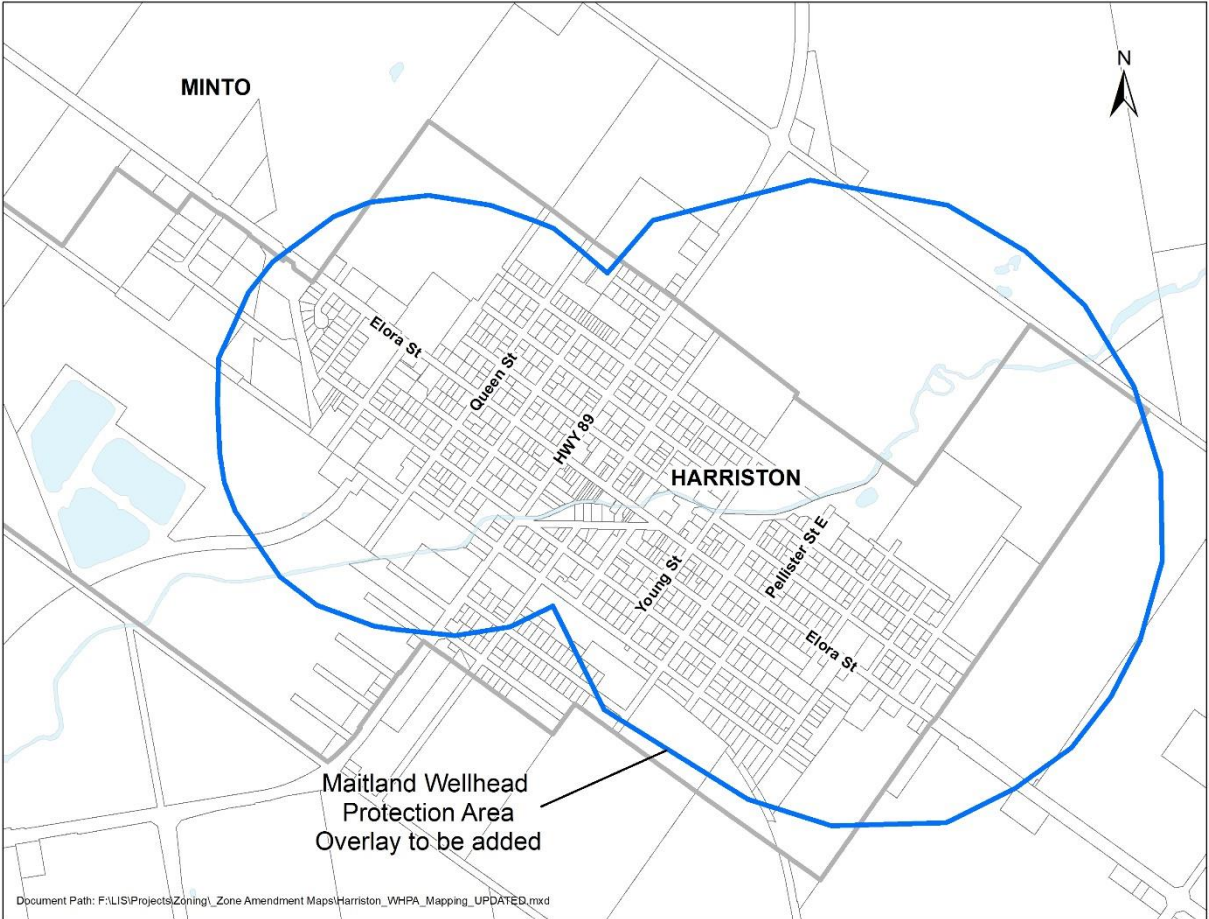 N
MINTO
Elora St
Queen St
HWY 89
HARRISTON
Pellister St E
Young St
Elora St
Maitland Wellhead
Protection Area
Overlay to be added
Document Path: F:\LIS\Projects\Zoning\_Zone Amendment Maps\Harriston_WHPA_Mapping_UPDATED.mxd